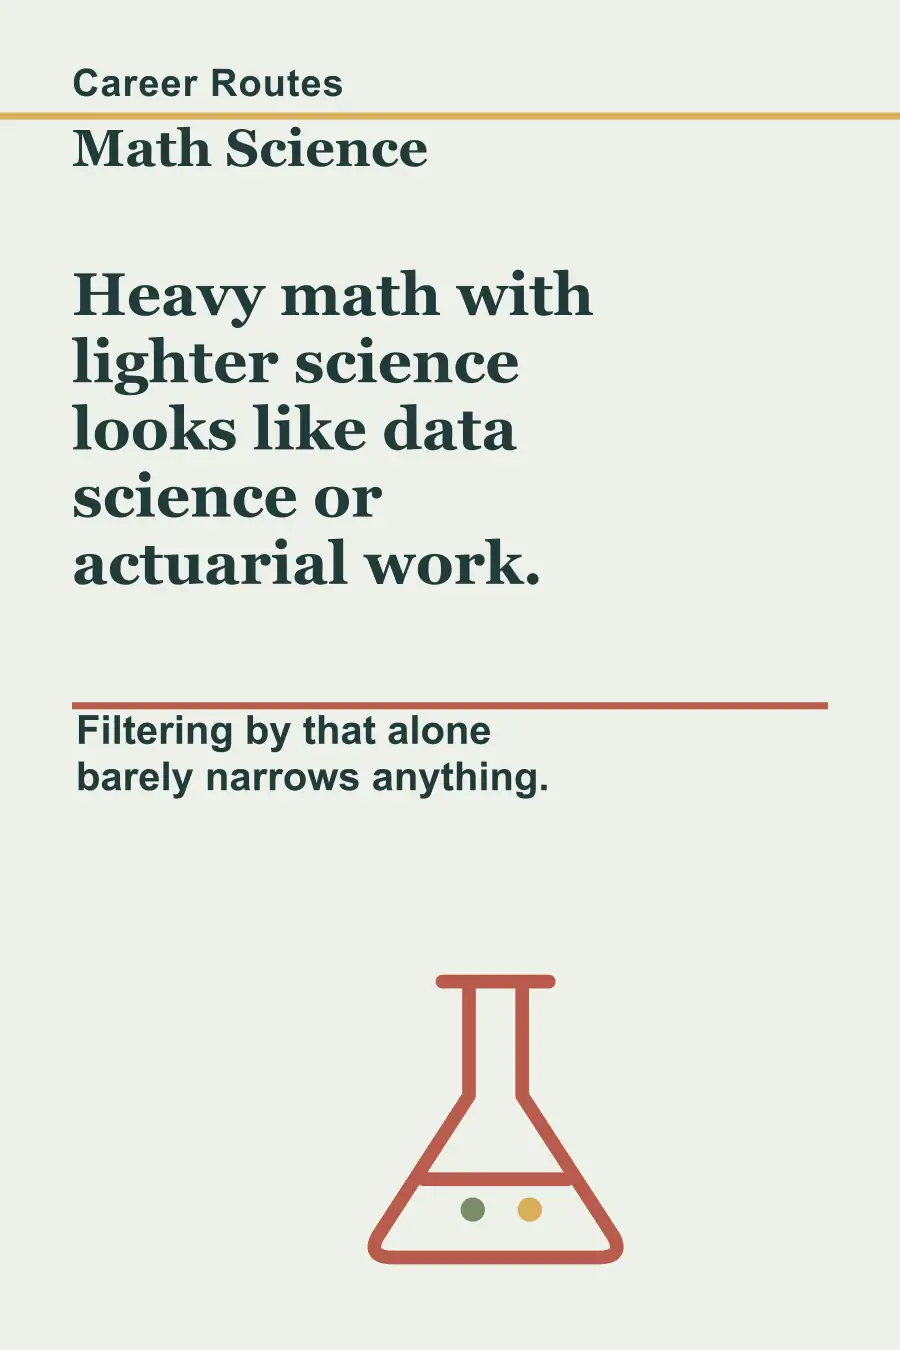 Career Routes
Math Science
Heavy math with
lighter science
looks like data
science or
actuarial work.
Filtering by that alone
barely narrows anything.